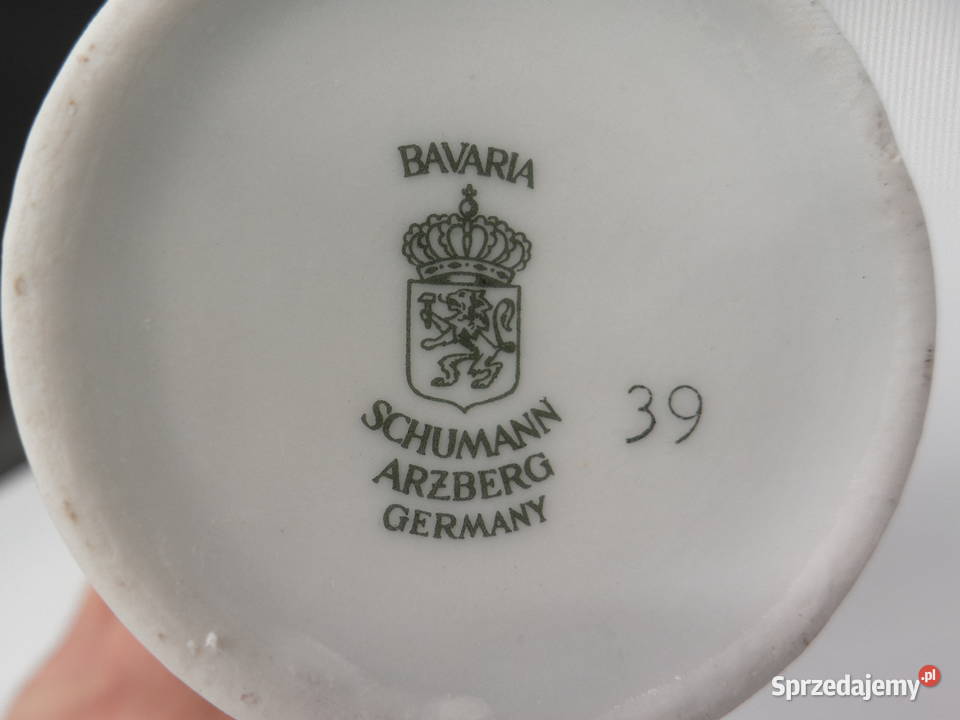 BAVARIA
SCHUMANN
ARZBERG
GERMANY
39
Sprzedajemy.pl